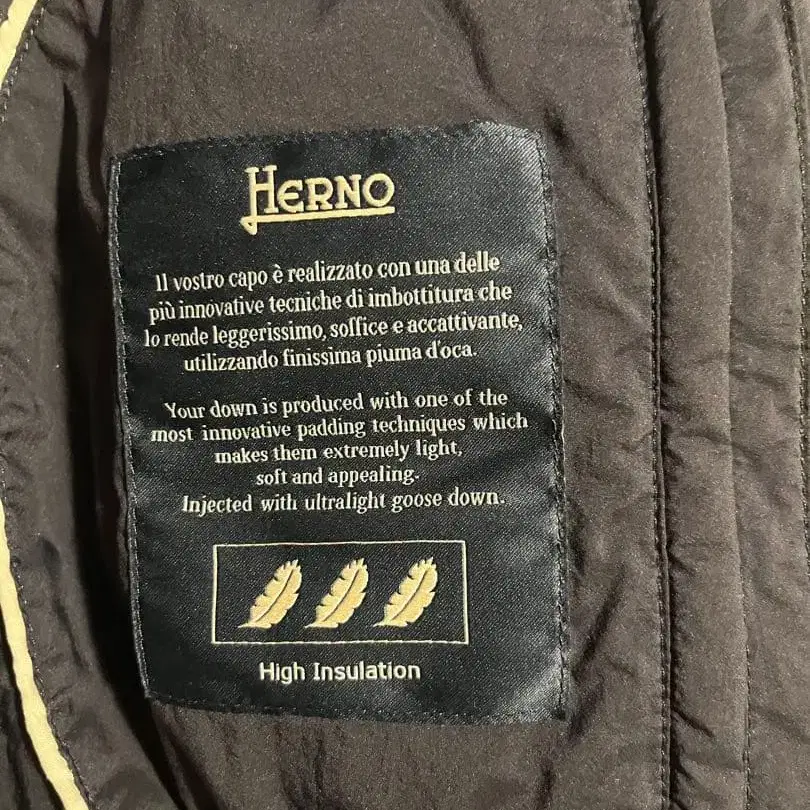 HERNO
Il vostro capo è realizzato con una delle
più innovative tecniche di imbottitura che
lo rende leggerissimo, soffice e accattivante,
utilizzando finissima piuma d'oca.
Your down is produced with one of the
most innovative padding techniques which
makes them extremely light,
soft and appealing.
Injected with ultralight goose down.
High Insulation